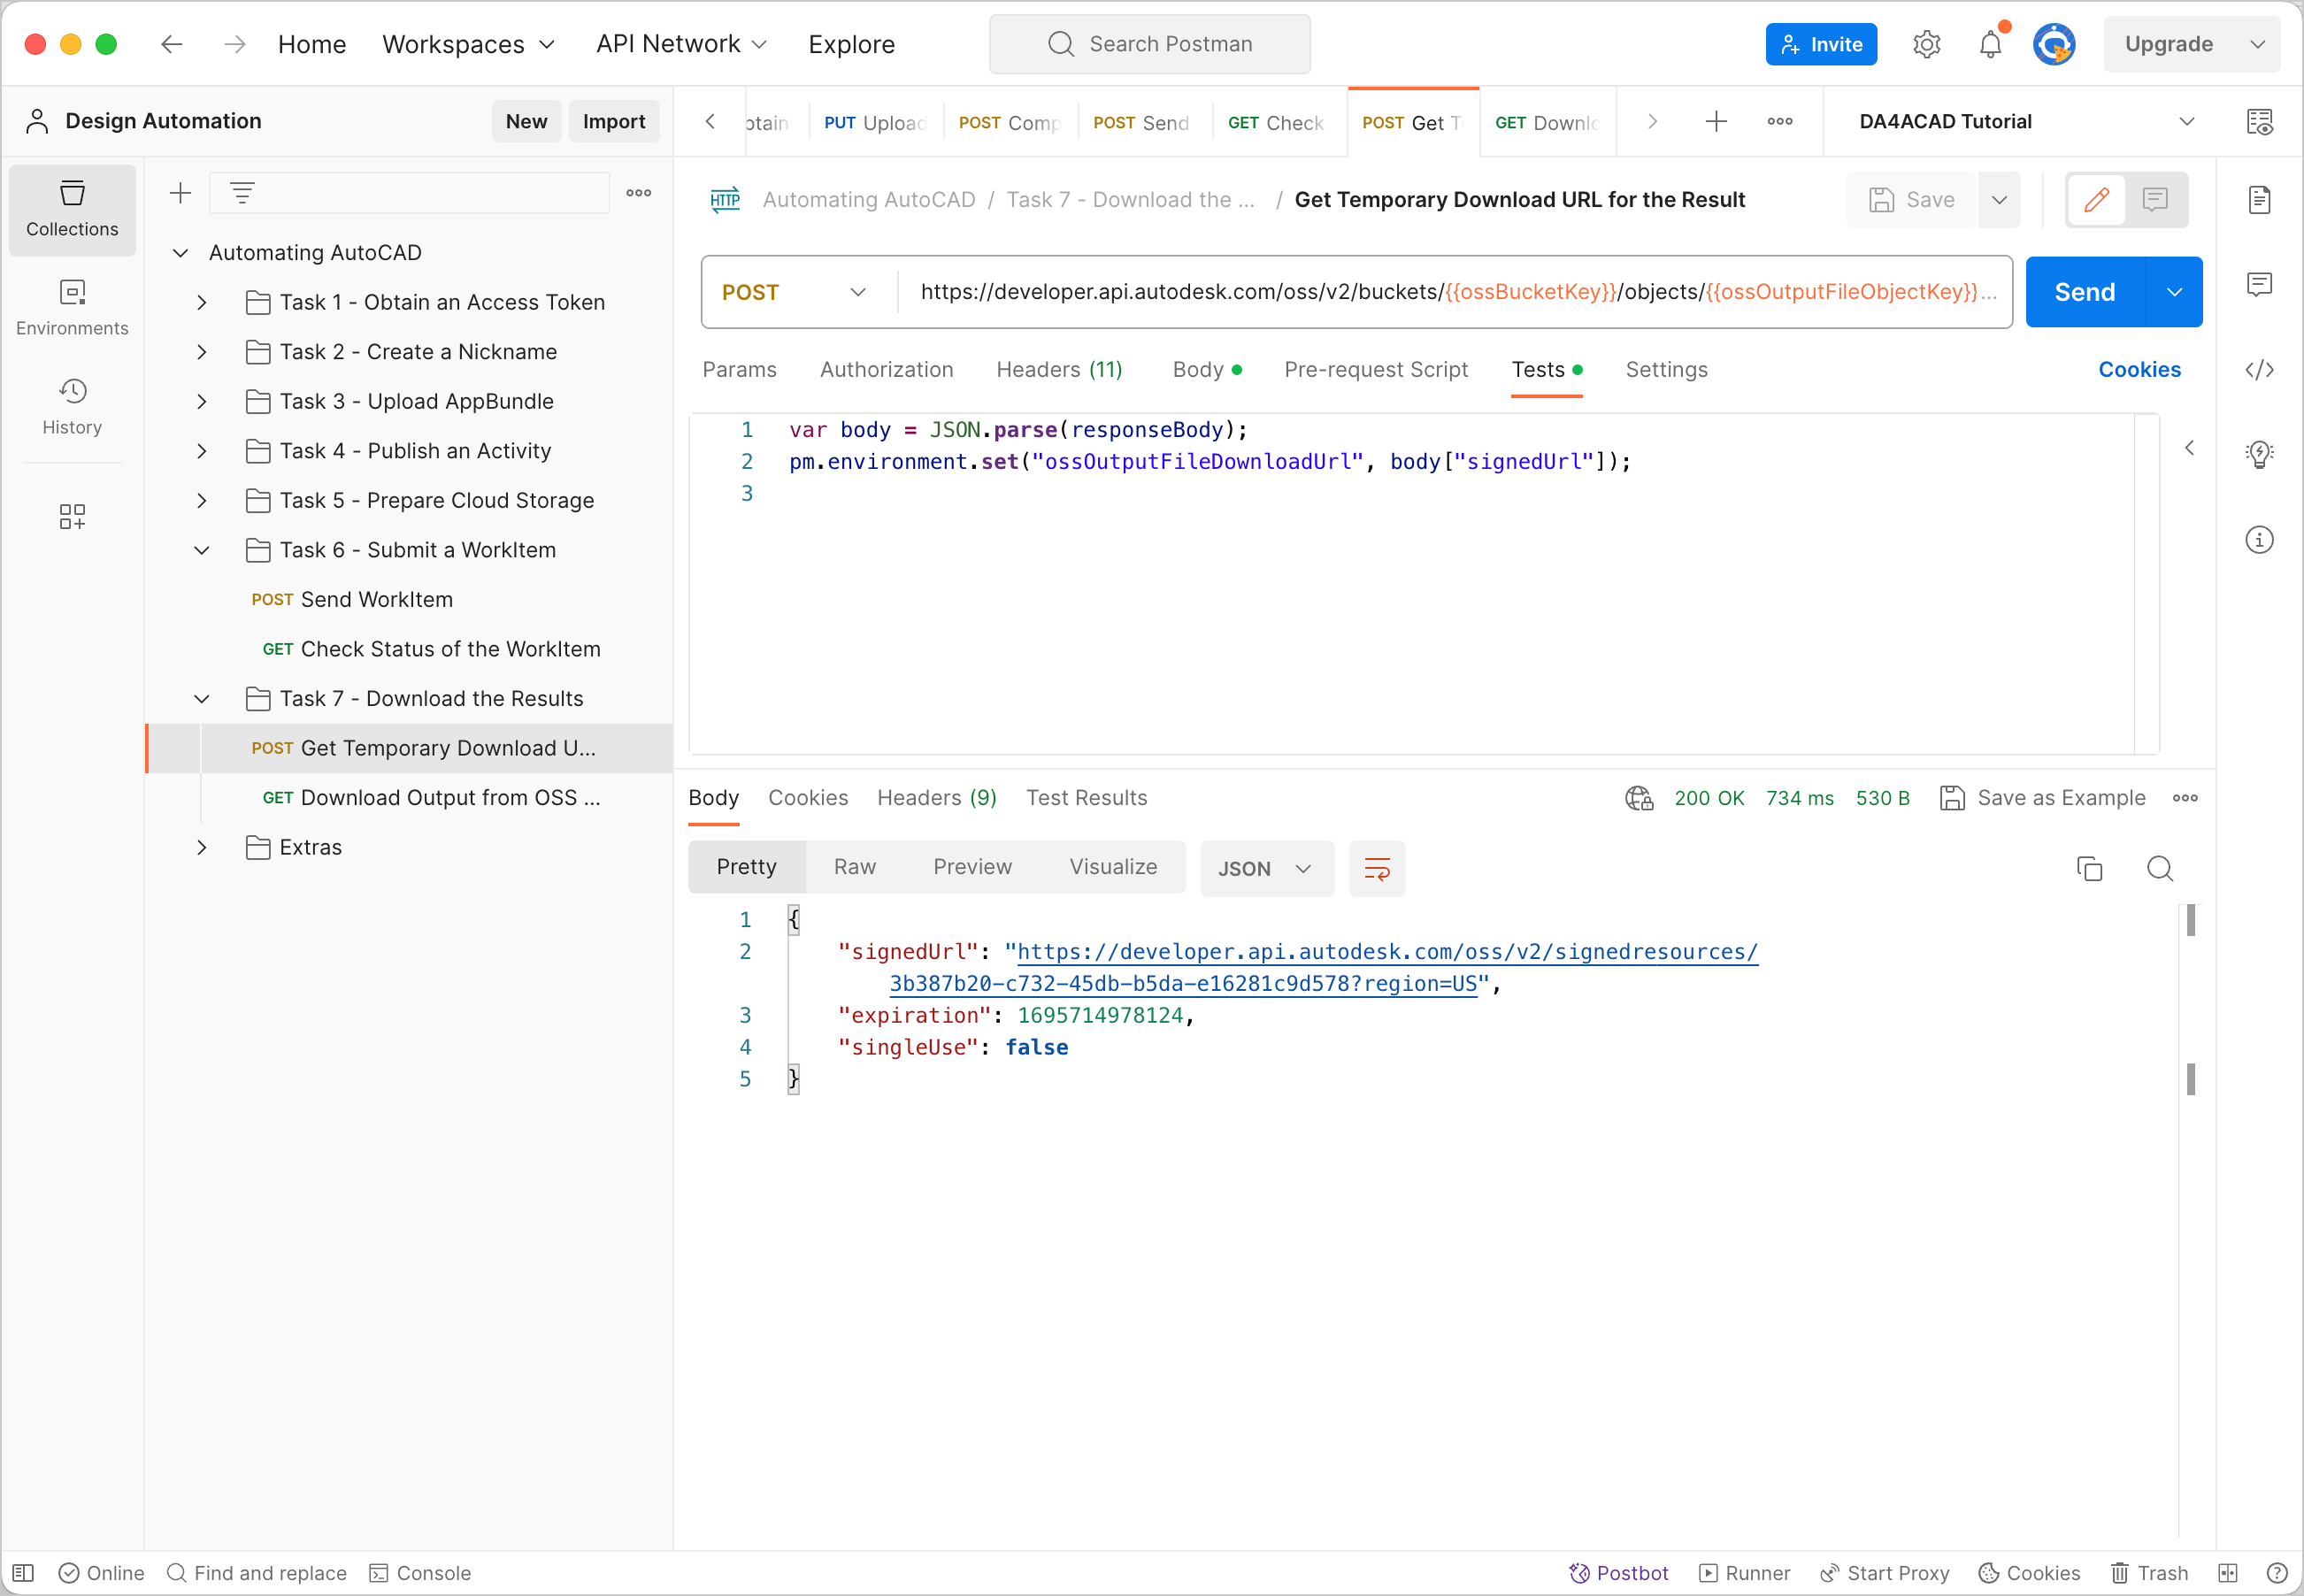 Home Workspaces API Network Explore Search Postman Invite Upgrade
Design Automation New Import
PUT Upload POST Comp POST Send GET Check POST Get T GET Downlo DA4ACAD Tutorial
Collections
Environments
History
Automating AutoCAD
Task 1 - Obtain an Access Token
Task 2 - Create a Nickname
Task 3 - Upload AppBundle
Task 4 - Publish an Activity
Task 5 - Prepare Cloud Storage
Task 6 - Submit a WorkItem
POST Send WorkItem
GET Check Status of the WorkItem
Task 7 - Download the Results
POST Get Temporary Download U...
GET Download Output from OSS ...
Extras
HTTP Automating AutoCAD / Task 7 - Download the ... / Get Temporary Download URL for the Result Save
POST https://developer.api.autodesk.com/oss/v2/buckets/{{ossBucketKey}}/objects/{{ossOutputFileObjectKey}}... Send
Params Authorization Headers (11) Body Pre-request Script Tests Settings Cookies
1 var body = JSON.parse(responseBody);
2 pm.environment.set("ossOutputFileDownloadUrl", body["signedUrl"]);
3
Body Cookies Headers (9) Test Results 200 OK 734 ms 530 B Save as Example
Pretty Raw Preview Visualize JSON
1 {
2 "signedUrl": "https://developer.api.autodesk.com/oss/v2/signedresources/
3b387b20-c732-45db-b5da-e16281c9d578?region=US",
3 "expiration": 1695714978124,
4 "singleUse": false
5 }
Online Find and replace Console Postbot Runner Start Proxy Cookies Trash